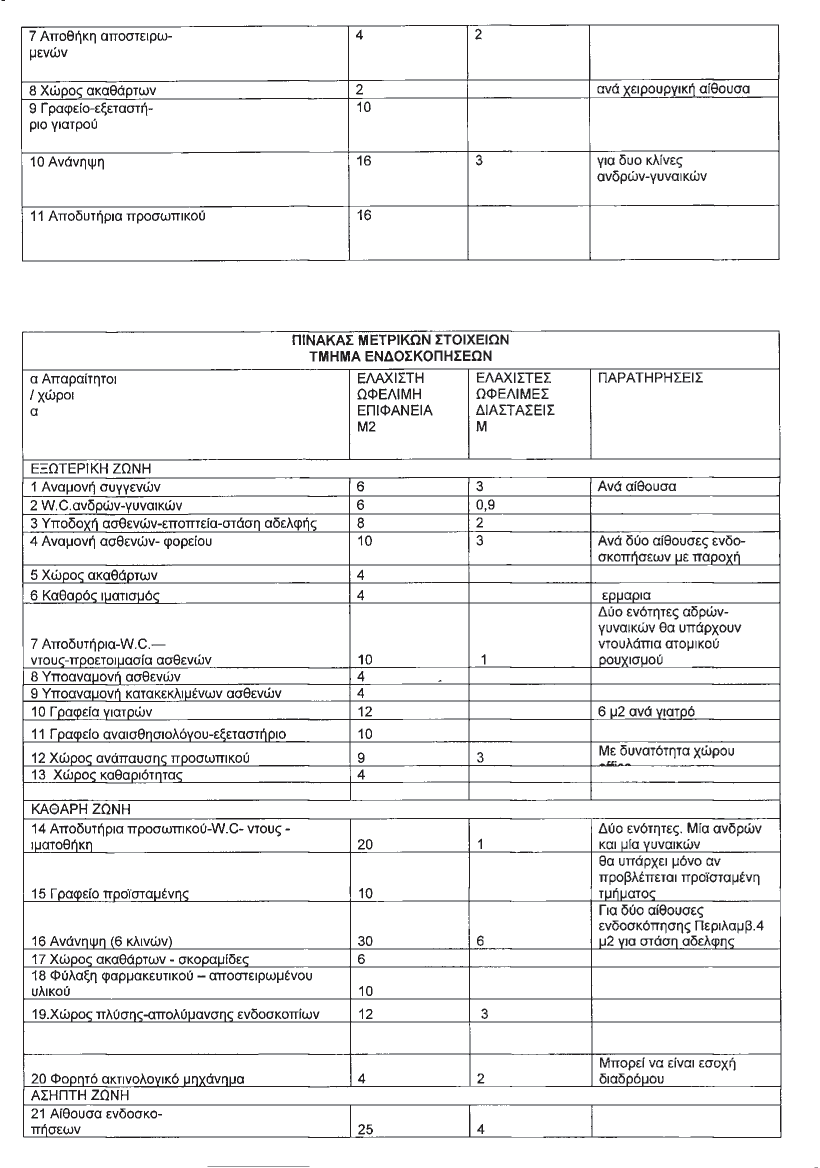 7 Αποθήκη αποστειρω- 4 2
μενών
8 Χώρος ακαθάρτων 2 ανά χειρουργική αίθουσα
9 Γραφείο-εξεταστή- 10
ριο γιατρού
10 Ανάνηψη 16 3 για δυο κλίνες
ανδρών-γυναικών
11 Αποδυτήρια προσωπικού 16
ΠΙΝΑΚΑΣ ΜΕΤΡΙΚΩΝ ΣΤΟΙΧΕΙΩΝ
ΤΜΗΜΑ ΕΝΔΟΣΚΟΠΗΣΕΩΝ
α Απαραίτητοι ΕΛΑΧΙΣΤΗ ΕΛΑΧΙΣΤΕΣ ΠΑΡΑΤΗΡΗΣΕΙΣ
/ χώροι ΩΦΕΛΙΜΗ ΩΦΕΛΙΜΕΣ
α ΕΠΙΦΑΝΕΙΑ ΔΙΑΣΤΑΣΕΙΣ
Μ2 Μ
ΕΞΩΤΕΡΙΚΗ ΖΩΝΗ
1 Αναμονή συγγενών 6 3 Ανά αίθουσα
2 W.C.ανδρών-γυναικών 6 0,9
3 Υποδοχή ασθενών-εποπτεία-στάση αδελφής 8 2
4 Αναμονή ασθενών- φορείου 10 3 Ανά δύο αίθουσες ενδο-
σκοπήσεων με παροχή
5 Χώρος ακαθάρτων 4
6 Καθαρός ιματισμός 4 ερμαρια
Δύο ενότητες αδρών-
γυναικών θα υπάρχουν
7 Αποδυτήρια-W.C.— ντουλάπια ατομικού
ντους-προετοιμασία ασθενών 10 1 ρουχισμού
8 Υποαναμονή ασθενών 4
9 Υποαναμονή κατακεκλιμένων ασθενών 4
10 Γραφεία γιατρών 12 6 μ2 ανά γιατρό
11 Γραφείο αναισθησιολόγου-εξεταστήριο 10
12 Χώρος ανάπαυσης προσωπικού 9 3 Με δυνατότητα χώρου
13 Χώρος καθαριότητας 4
ΚΑΘΑΡΗ ΖΩΝΗ
14 Αποδυτήρια προσωπικού-W.C- ντους - Δύο ενότητες. Μία ανδρών
ιματοθήκη 20 1 και μία γυναικών
θα υπάρχει μόνο αν
προβλέπεται προϊσταμένη
15 Γραφείο προϊσταμένης 10 τμήματος
Για δύο αίθουσες
ενδοσκόπησης Περιλαμβ.4
16 Ανάνηψη (6 κλινών) 30 6 μ2 για στάση αδελφης
17 Χώρος ακαθάρτων - σκοραμίδες 6
18 Φύλαξη φαρμακευτικού – αποστειρωμένου
υλικού 10
19.Χώρος πλύσης-απολύμανσης ενδοσκοπίων 12 3
Μπορεί να είναι εσοχή
20 Φορητό ακτινολογικό μηχάνημα 4 2 διαδρόμου
ΑΣΗΠΤΗ ΖΩΝΗ
21 Αίθουσα ενδοσκο-
πήσεων 25 4